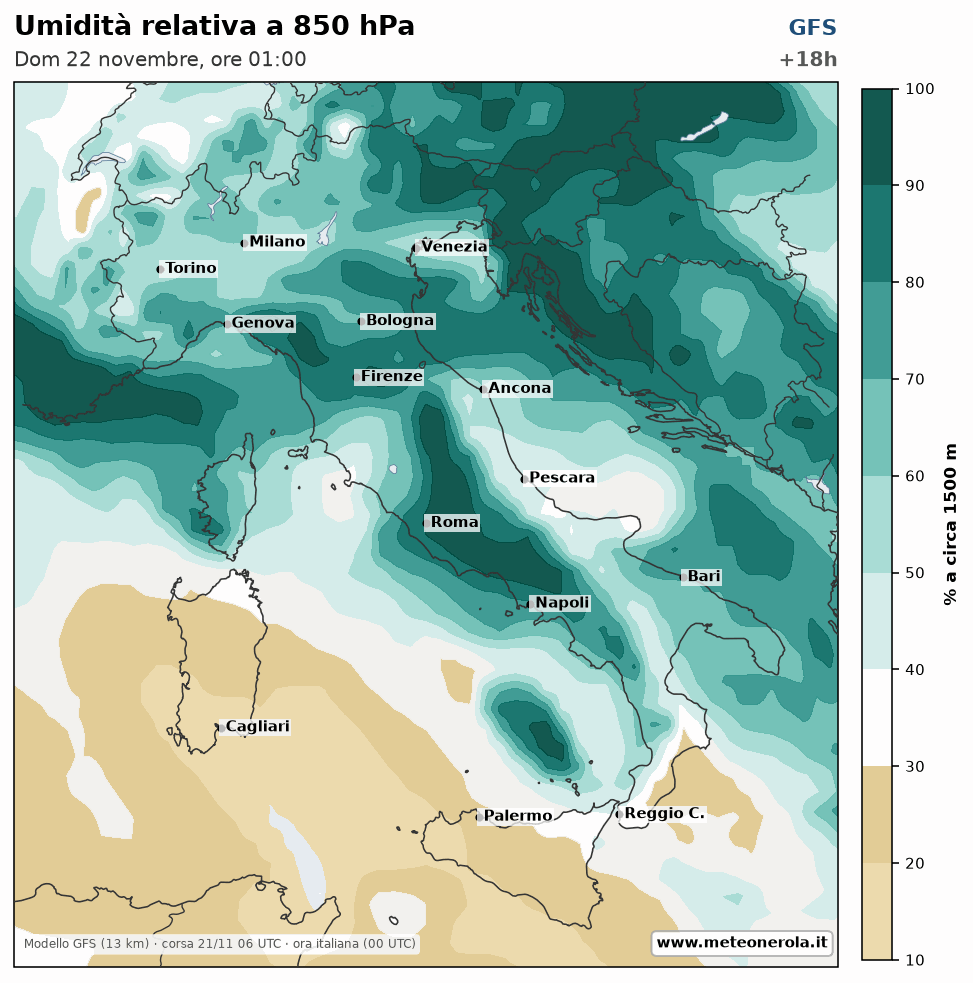 Umidità relativa a 850 hPa
GFS
Dom 22 novembre, ore 01:00
+18h
Milano
Venezia
Torino
Genova
Bologna
Firenze
Ancona
Pescara
Roma
Bari
Napoli
Cagliari
Palermo
Reggio C.
100
90
80
70
60
50
40
30
20
10
% a circa 1500 m
Modello GFS (13 km) · corsa 21/11 06 UTC · ora italiana (00 UTC)
www.meteonerola.it